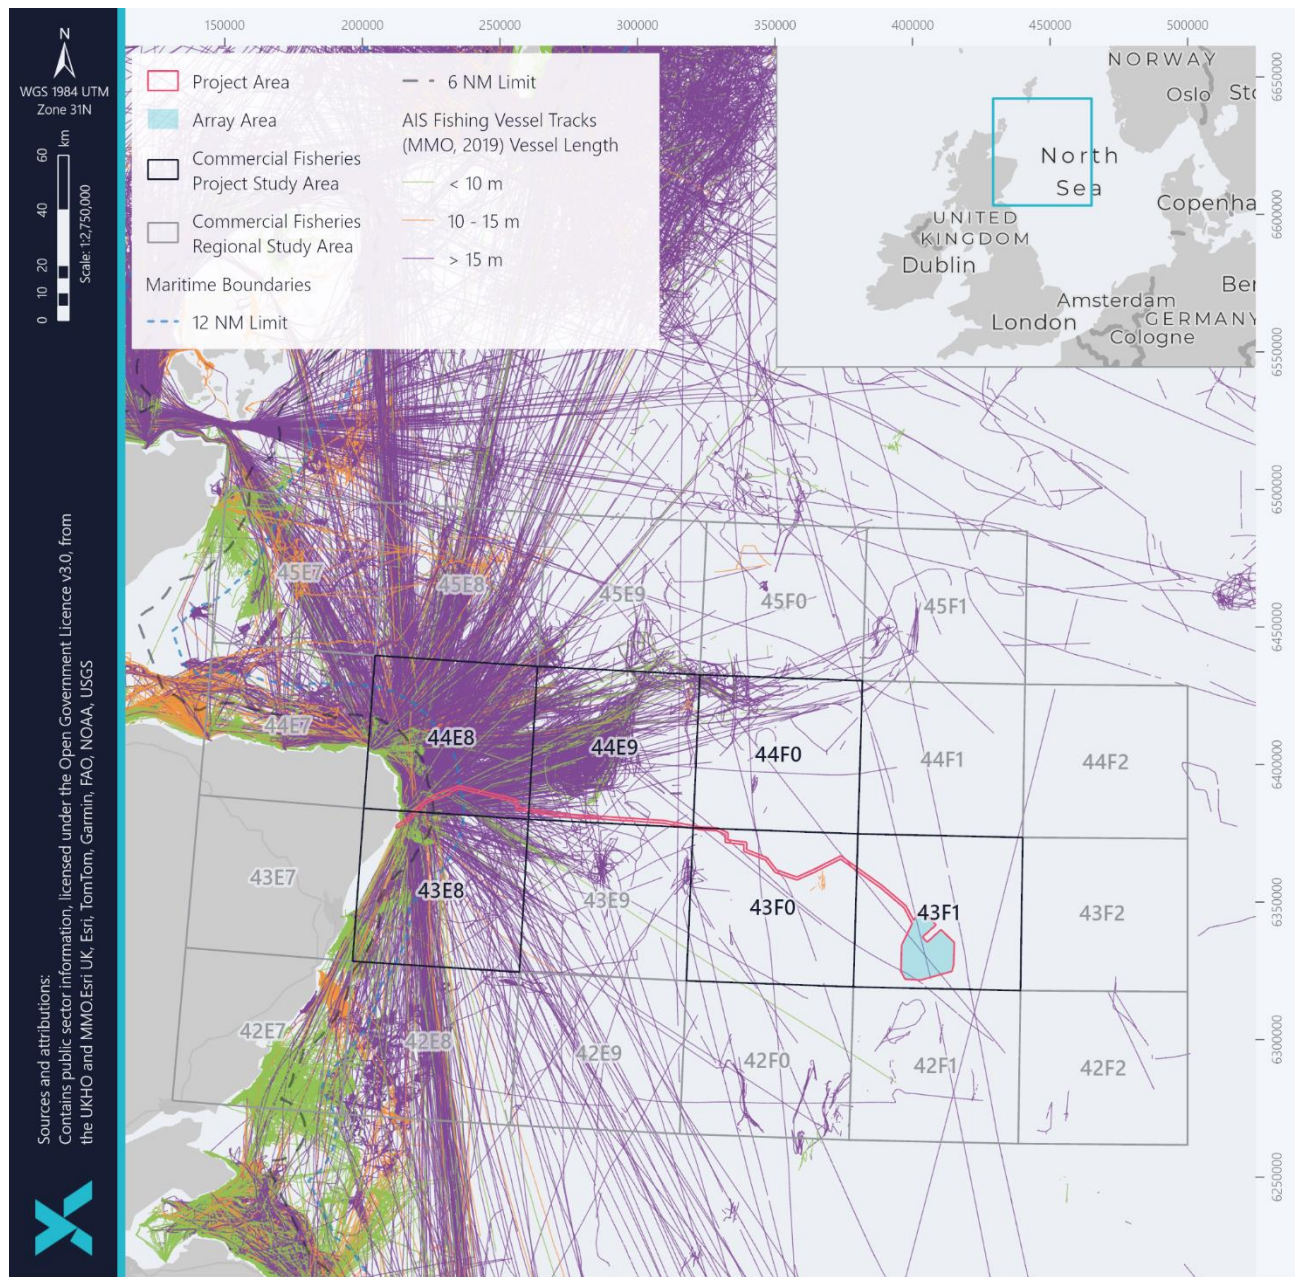 N
WGS 1984 UTM
Zone 31N
0 10 20 40 60 km
Scale: 1:2,750,000
Sources and attributions:
Contains public sector information, licensed under the Open Government Licence v3.0, from
the UKHO and MMO.Esri UK, Esri, TomTom, Garmin, FAO, NOAA, USGS
150000 200000 250000 300000 350000 400000 450000 500000
Project Area
Array Area
Commercial Fisheries
Project Study Area
Commercial Fisheries
Regional Study Area
Maritime Boundaries
12 NM Limit
6 NM Limit
AIS Fishing Vessel Tracks
(MMO, 2019) Vessel Length
< 10 m
10 - 15 m
> 15 m
NORWAY
Oslo Sto
North
Sea
UNITED
KINGDOM
Copenha
Dublin
Ber
Amsterdam
London GERMANY
Cologne
6650000
6600000
6550000
6500000
6450000
6400000
6350000
6300000
6250000
45E7 45E8 45E9 45F0 45F1
44E7 44E8 44E9 44F0 44F1 44F2
43E7 43E8 43E9 43F0 43F1 43F2
42E7 42E8 42E9 42F0 42F1 42F2